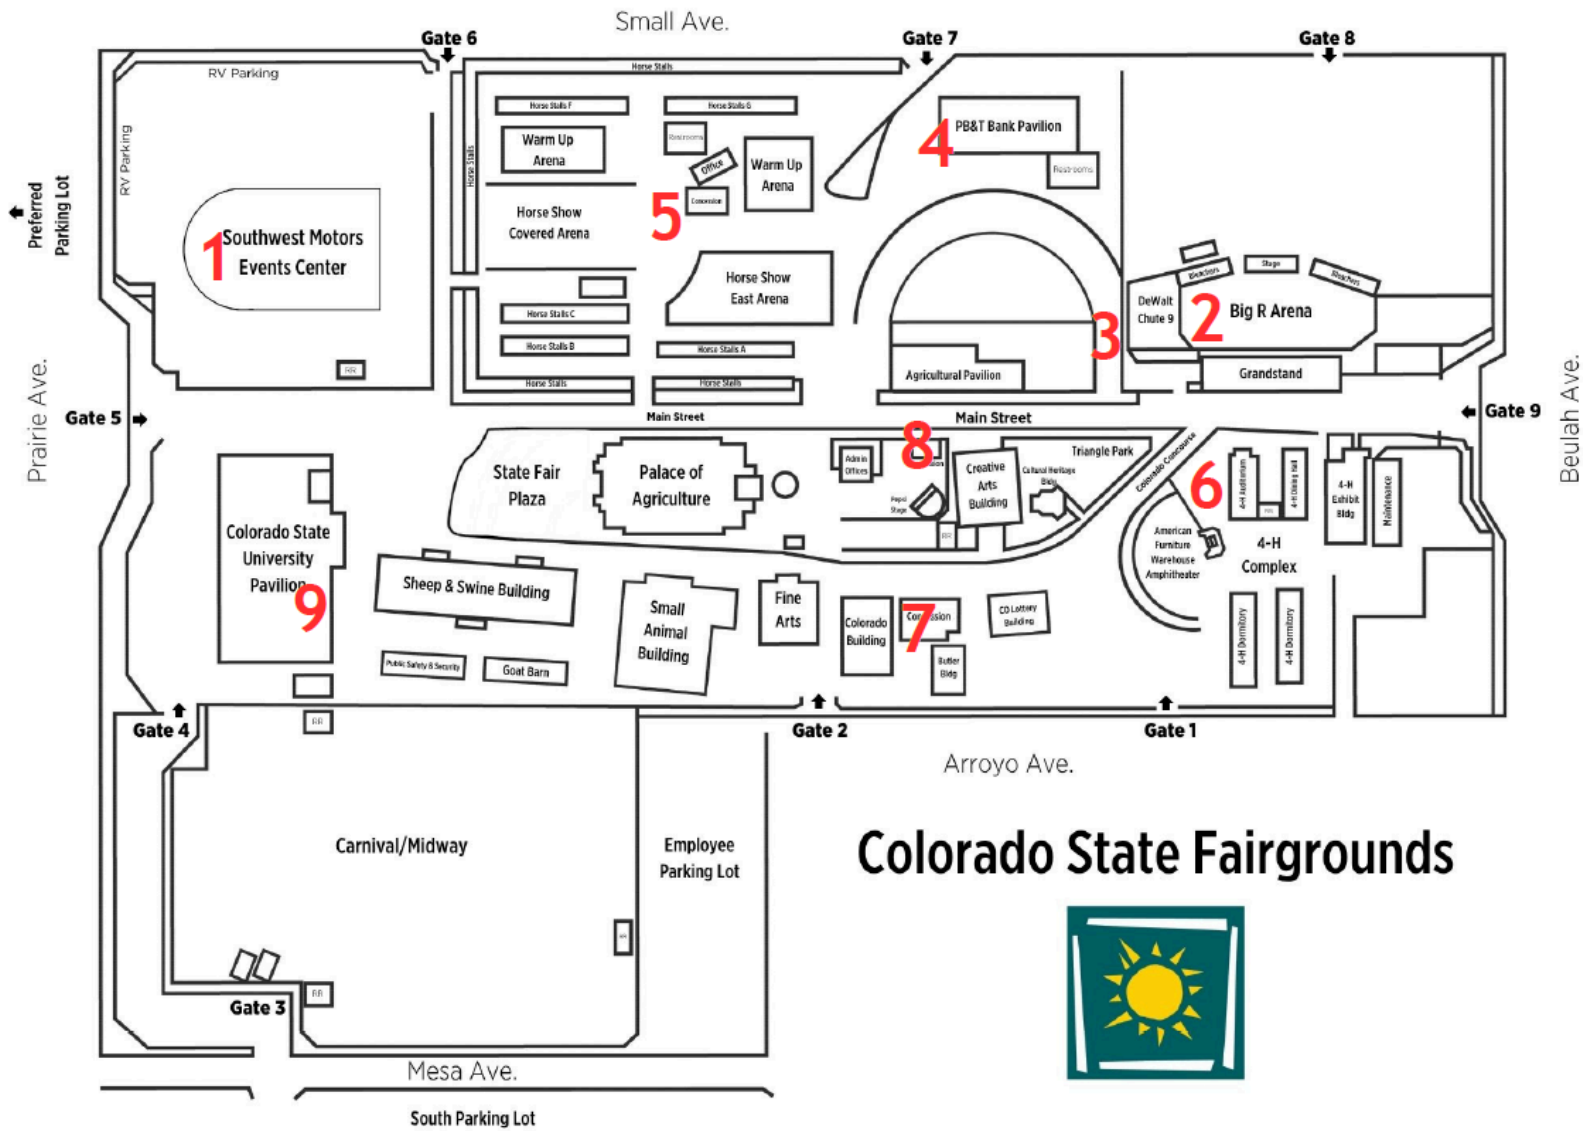 Small Ave.
Gate 6
Gate 7
Gate 8
RV Parking
Horse Stalls
RV Parking
Horse Stalls F
Horse Stalls G
PB&T Bank Pavilion
4
Warm Up
Arena
Restrooms
Office
Warm Up
Arena
Restrooms
Horse Stalls
Preferred
Parking Lot
Concession
5
Horse Show
Covered Arena
1
Southwest Motors
Events Center
Horse Show
East Arena
Bleachers
Stage
Bleachers
DeWalt
Chute 9
2
Big R Arena
3
Horse Stalls C
Horse Stalls B
Horse Stalls A
RR
Horse Stalls
Horse Stalls
Agricultural Pavilion
Grandstand
Prairie Ave.
Beulah Ave.
Gate 5
Main Street
Main Street
Gate 9
8
State Fair
Plaza
Palace of
Agriculture
Admin
Offices
Creative
Arts
Building
Triangle Park
Cultural Heritage
Bldg
Colorado Concourse
6
4-H Auditorium
RR
4-H Dining Hall
4-H
Exhibit
Bldg
Maintenance
Pepsi
Stage
RR
American
Furniture
Warehouse
Amphitheater
4-H
Complex
Colorado State
University
Pavilion
9
Sheep & Swine Building
Small
Animal
Building
Fine
Arts
Colorado
Building
7
CO Lottery
Building
4-H Dormitory
4-H Dormitory
Public Safety & Security
Goat Barn
Butler
Bldg
Gate 4
RR
Gate 2
Gate 1
Arroyo Ave.
Carnival/Midway
Employee
Parking Lot
Colorado State Fairgrounds
RR
RR
Gate 3
Mesa Ave.
South Parking Lot